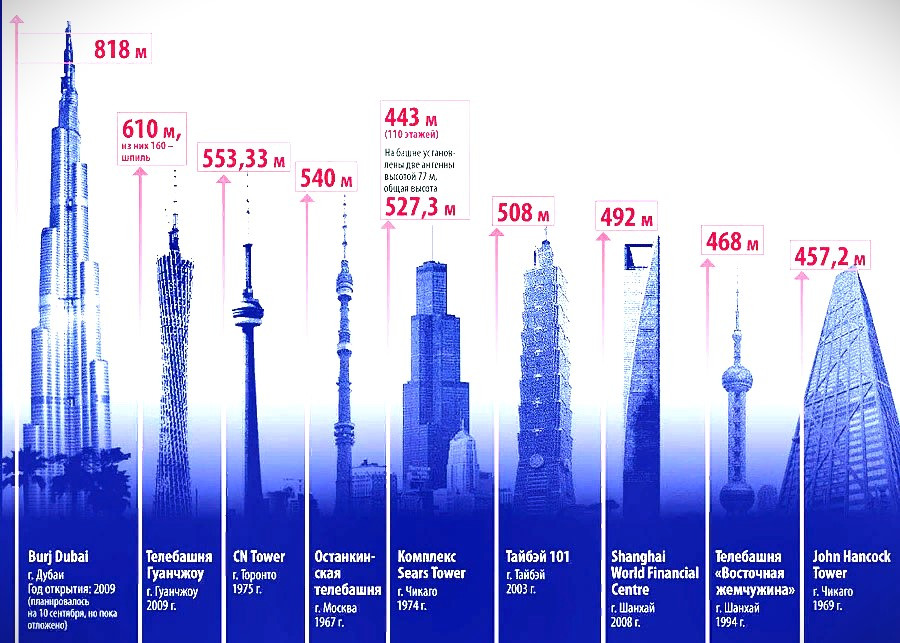 818 м
610 м,
из них 160 –
шпиль
553,33 м
540 м
443 м
(110 этажей)
На башне установ-
лены две антенны
высотой 77 м,
общая высота
527,3 м
508 м
492 м
468 м
457,2 м
Burj Dubai
г. Дубаи
Год открытия: 2009
(планировалось
на 10 сентября, но пока
отложено)
Телебашня
Гуанчжоу
г. Гуанчжоу
2009 г.
CN Tower
г. Торонто
1975 г.
Останкин-
ская
телебашня
г. Москва
1967 г.
Комплекс
Sears Tower
г. Чикаго
1974 г.
Тайбэй 101
г. Тайбэй
2003 г.
Shanghai
World Financial
Centre
г. Шанхай
2008 г.
Телебашня
«Восточная
жемчужина»
г. Шанхай
1994 г.
John Hancock
Tower
г. Чикаго
1969 г.